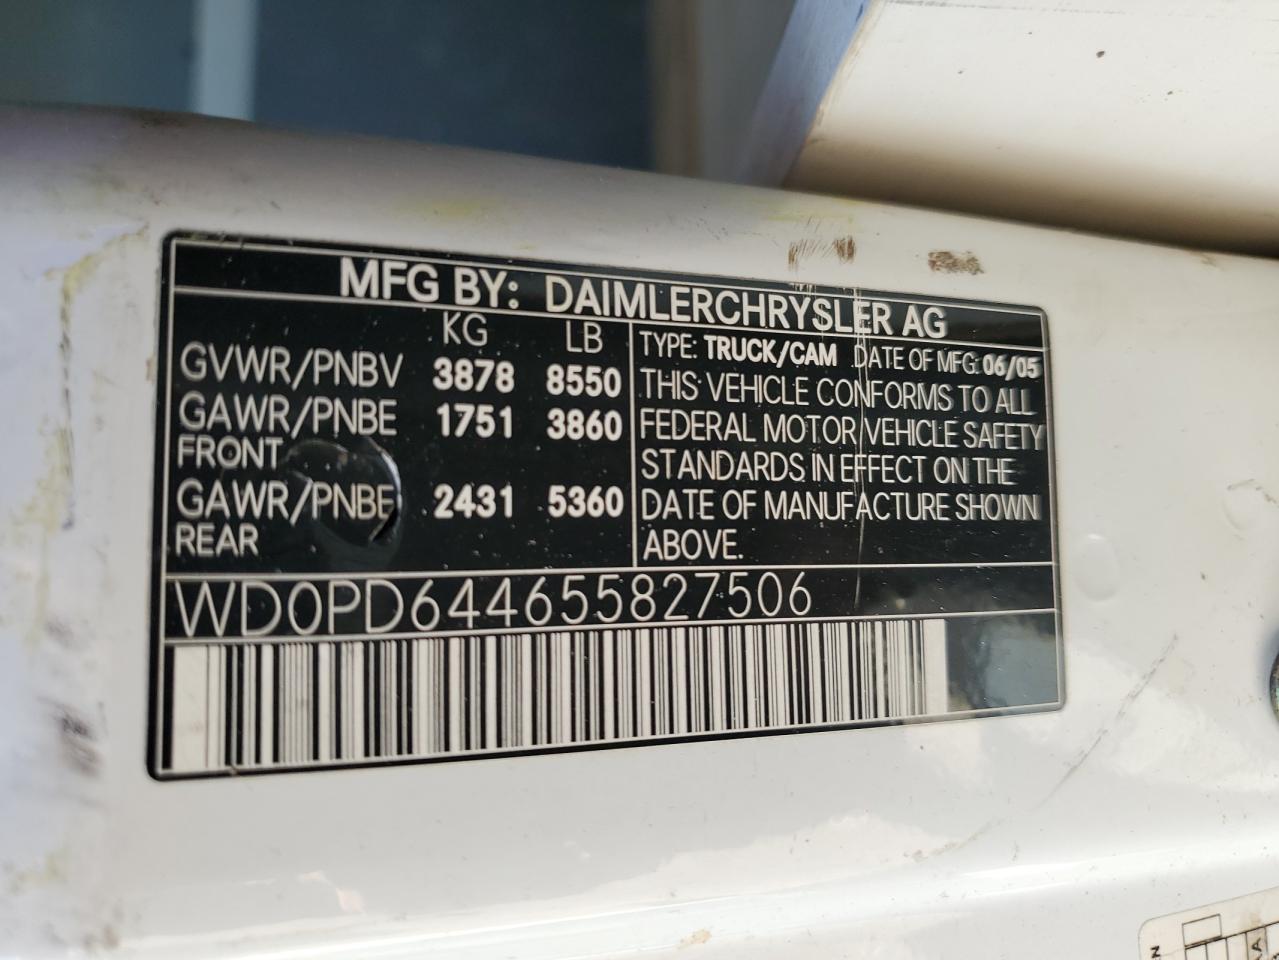 MFG BY: DAIMLERCHRYSLER AG
KG LB
GVWR/PNBV 3878 8550
GAWR/PNBE 1751 3860
FRONT
GAWR/PNBE 2431 5360
REAR
TYPE: TRUCK/CAM DATE OF MFG: 06/05
THIS VEHICLE CONFORMS TO ALL
FEDERAL MOTOR VEHICLE SAFETY
STANDARDS IN EFFECT ON THE
DATE OF MANUFACTURE SHOWN
ABOVE.
WD0PD644655827506